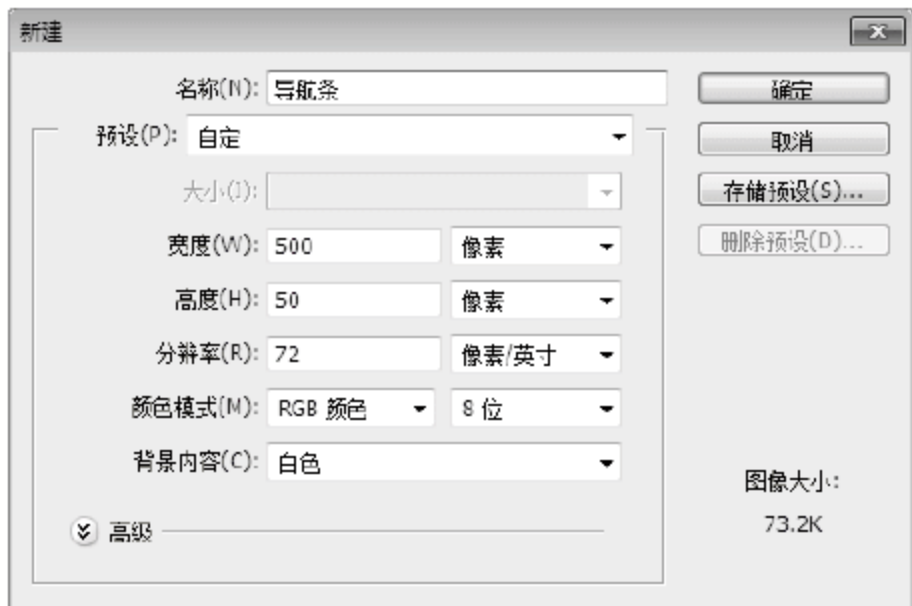 新建
名称(N): 导航条
确定
预设(P): 自定
取消
大小(I):
存储预设(S)...
宽度(W): 500 像素
删除预设(D)...
高度(H): 50 像素
分辨率(R): 72 像素/英寸
颜色模式(M): RGB 颜色 8 位
背景内容(C): 白色
图像大小:
73.2K
高级